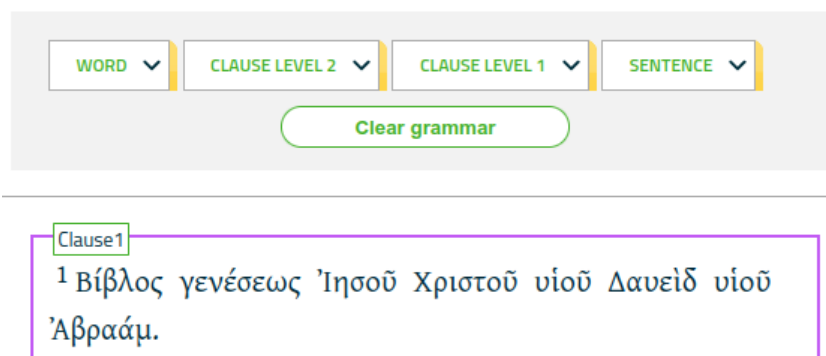 WORD CLAUSE LEVEL 2 CLAUSE LEVEL 1 SENTENCE
Clear grammar
Clause1
1 Βίβλος γενέσεως Ἰησοῦ Χριστοῦ υἱοῦ Δαυεὶδ υἱοῦ
Ἀβραάμ.